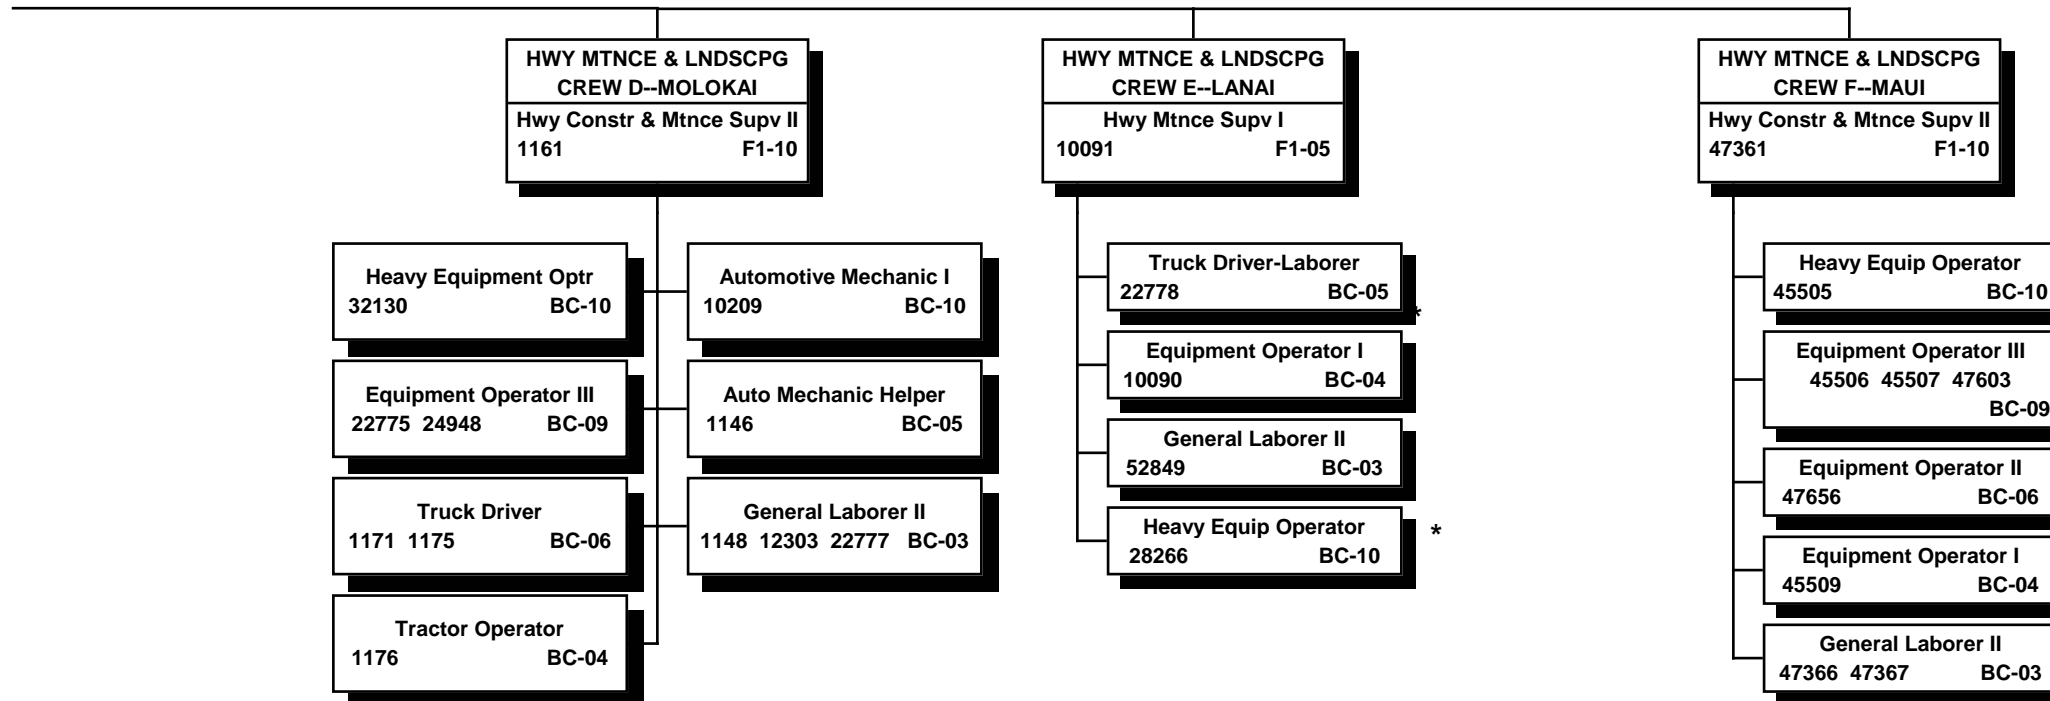 HWY MTNCE & LNDSCPG
CREW D--MOLOKAI
Hwy Constr & Mtnce Supv II
1161 F1-10
Heavy Equipment Optr
32130 BC-10
Equipment Operator III
22775 24948 BC-09
Truck Driver
1171 1175 BC-06
Tractor Operator
1176 BC-04
Automotive Mechanic I
10209 BC-10
Auto Mechanic Helper
1146 BC-05
General Laborer II
1148 12303 22777 BC-03
HWY MTNCE & LNDSCPG
CREW E--LANAI
Hwy Mtnce Supv I
10091 F1-05
Truck Driver-Laborer
22778 BC-05
*
Equipment Operator I
10090 BC-04
General Laborer II
52849 BC-03
Heavy Equip Operator *
28266 BC-10
HWY MTNCE & LNDSCPG
CREW F--MAUI
Hwy Constr & Mtnce Supv II
47361 F1-10
Heavy Equip Operator
45505 BC-10
Equipment Operator III
45506 45507 47603
BC-09
Equipment Operator II
47656 BC-06
Equipment Operator I
45509 BC-04
General Laborer II
47366 47367 BC-03